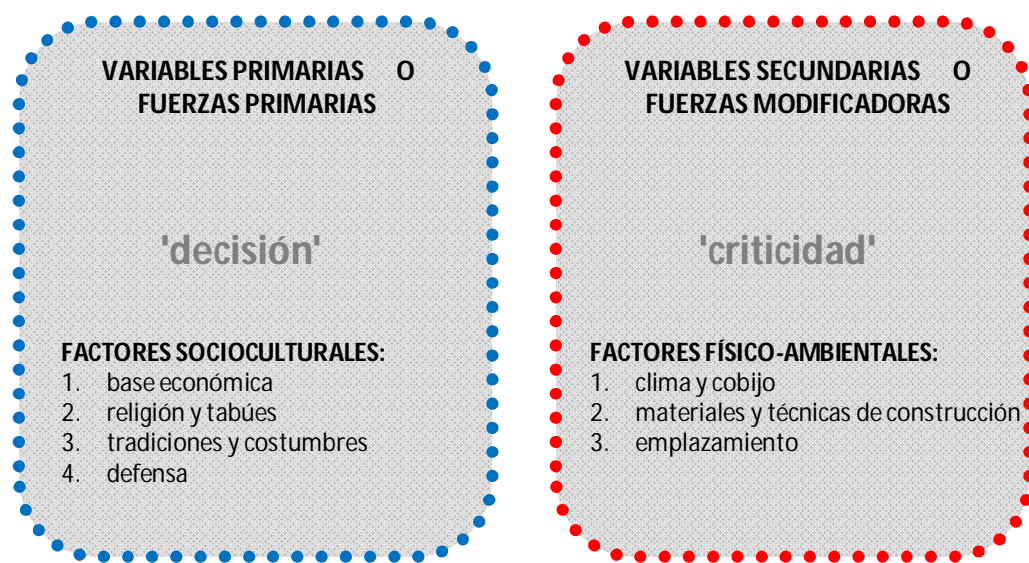 VARIABLES PRIMARIAS O
FUERZAS PRIMARIAS
'decisión'
FACTORES SOCIOCULTURALES:
1. base económica
2. religión y tabúes
3. tradiciones y costumbres
4. defensa
VARIABLES SECUNDARIAS O
FUERZAS MODIFICADORAS
'criticidad'
FACTORES FÍSICO-AMBIENTALES:
1. clima y cobijo
2. materiales y técnicas de construcción
3. emplazamiento